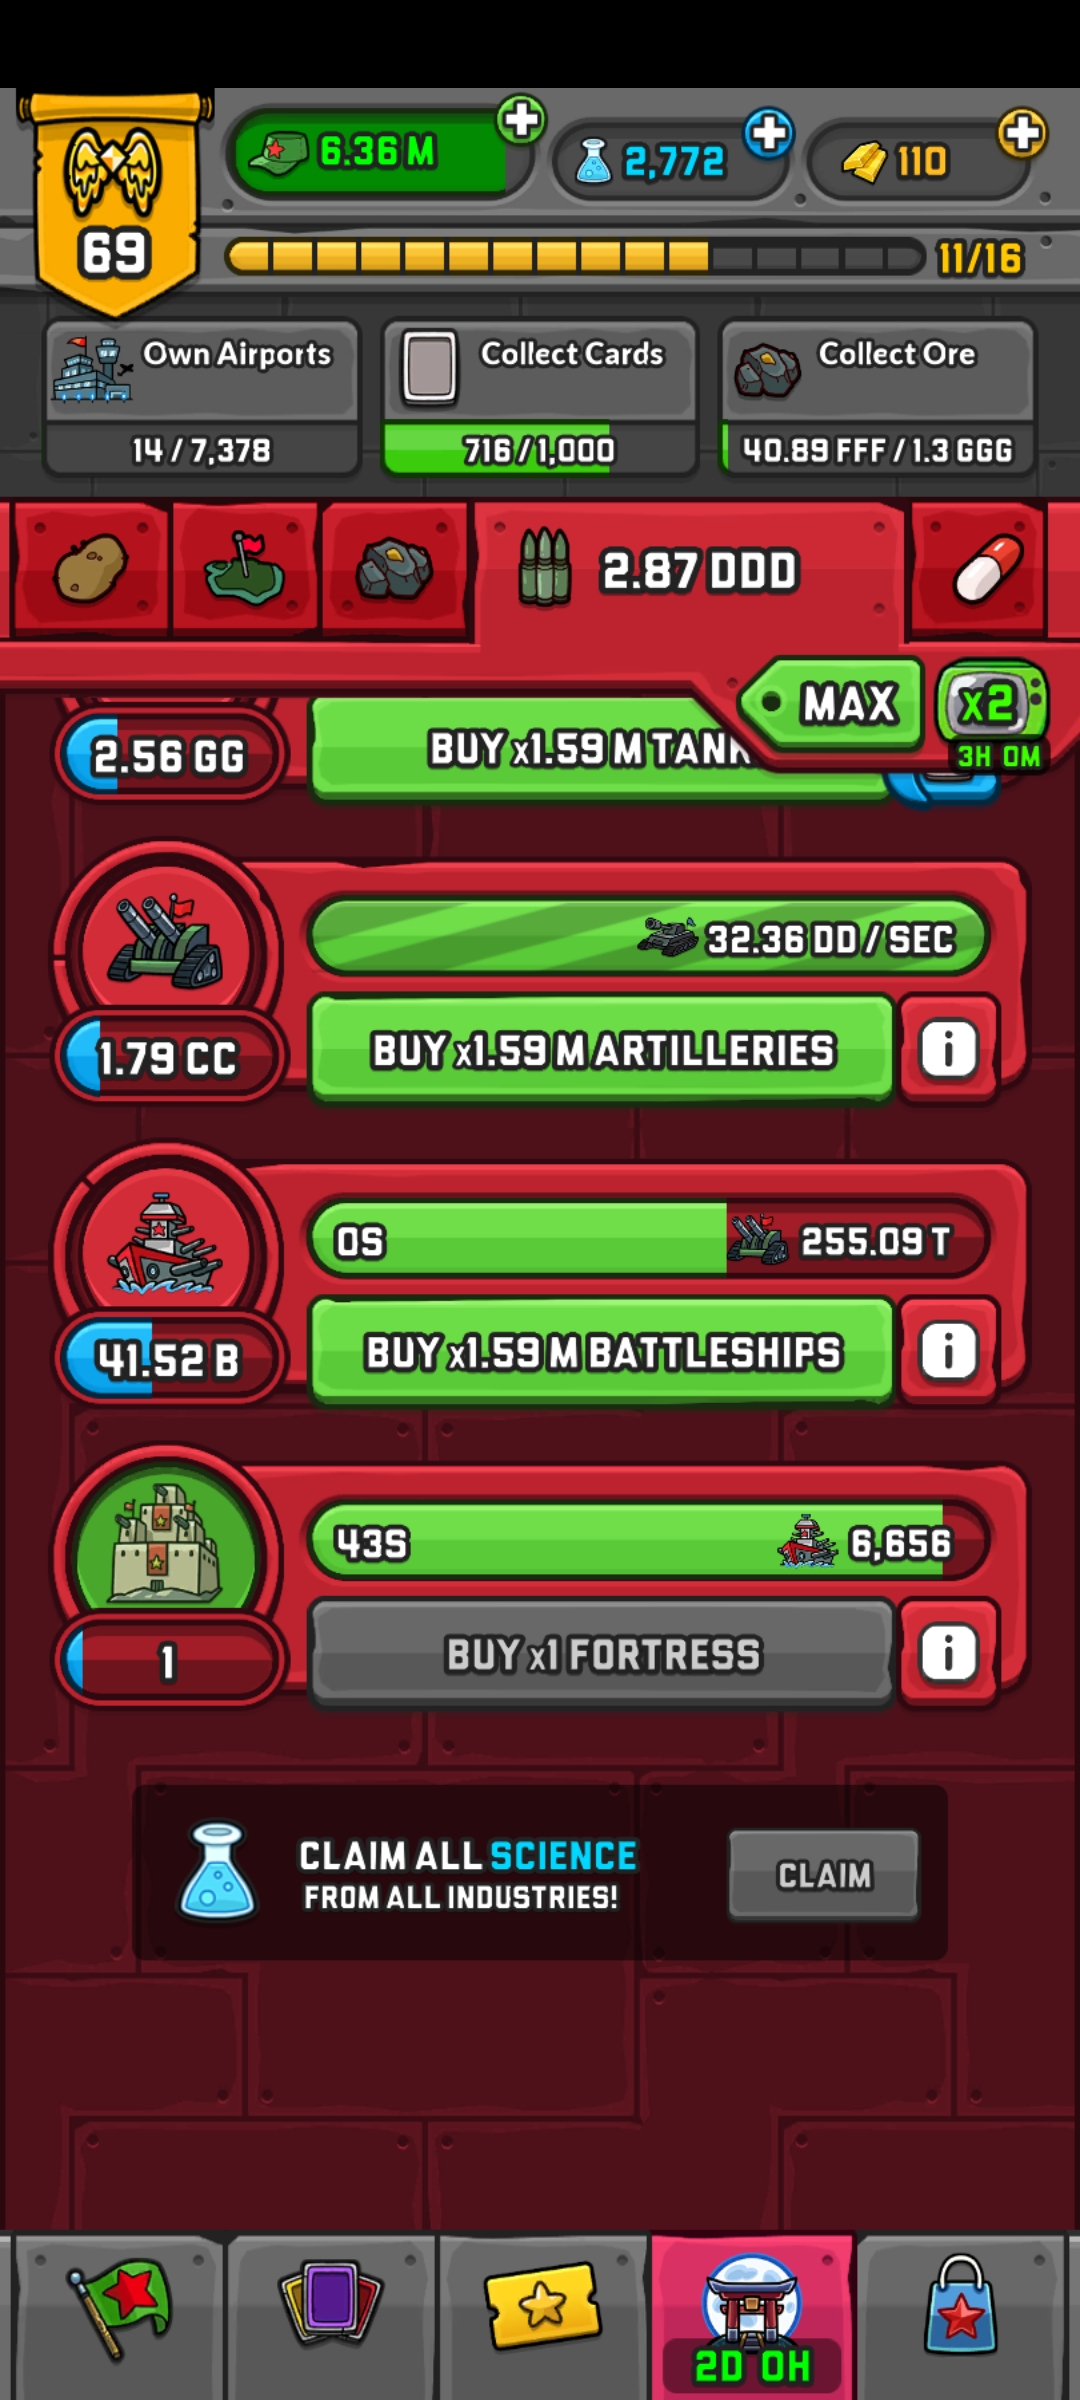 6.36 M
2,772
110
69
11/16
Own Airports
14 / 7,378
Collect Cards
716 / 1,000
Collect Ore
40.89 FFF / 1.3 GGG
2.87 DDD
MAX
x2
3H 0M
2.56 GG
BUY x1.59 M TANK
32.36 DD / SEC
1.79 CC
BUY x1.59 M ARTILLERIES
0S
255.09 T
41.52 B
BUY x1.59 M BATTLESHIPS
43S
6,656
1
BUY x1 FORTRESS
CLAIM ALL SCIENCE
FROM ALL INDUSTRIES!
CLAIM
2D 0H